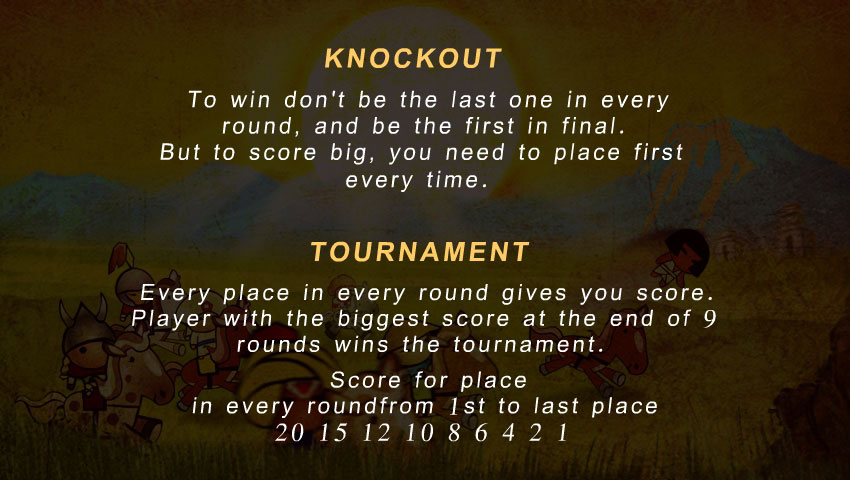 KNOCKOUT
To win don't be the last one in every
round, and be the first in final.
But to score big, you need to place first
every time.
TOURNAMENT
Every place in every round gives you score.
Player with the biggest score at the end of 9
rounds wins the tournament.
Score for place
in every roundfrom 1st to last place
20 15 12 10 8 6 4 2 1